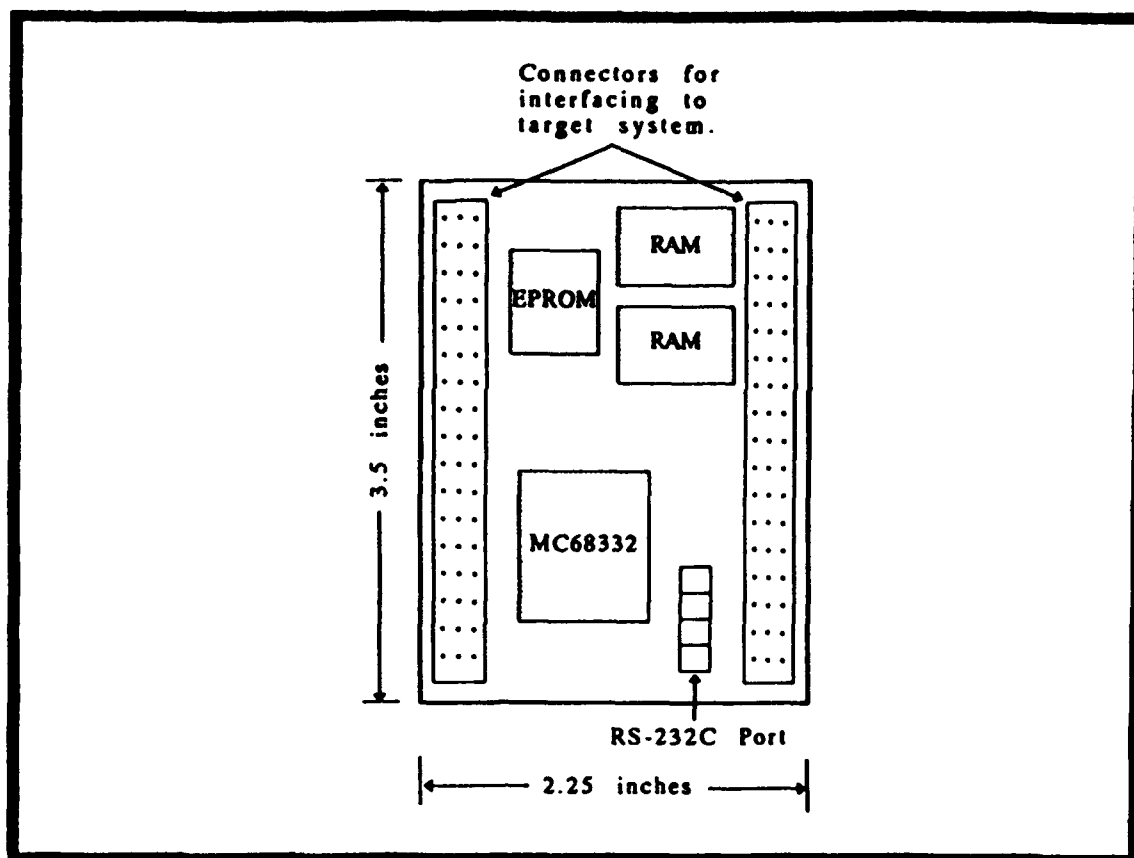 Connectors for
interfacing to
target system.
RAM
EPROM
RAM
3.5 inches
MC68332
RS-232C Port
2.25 inches